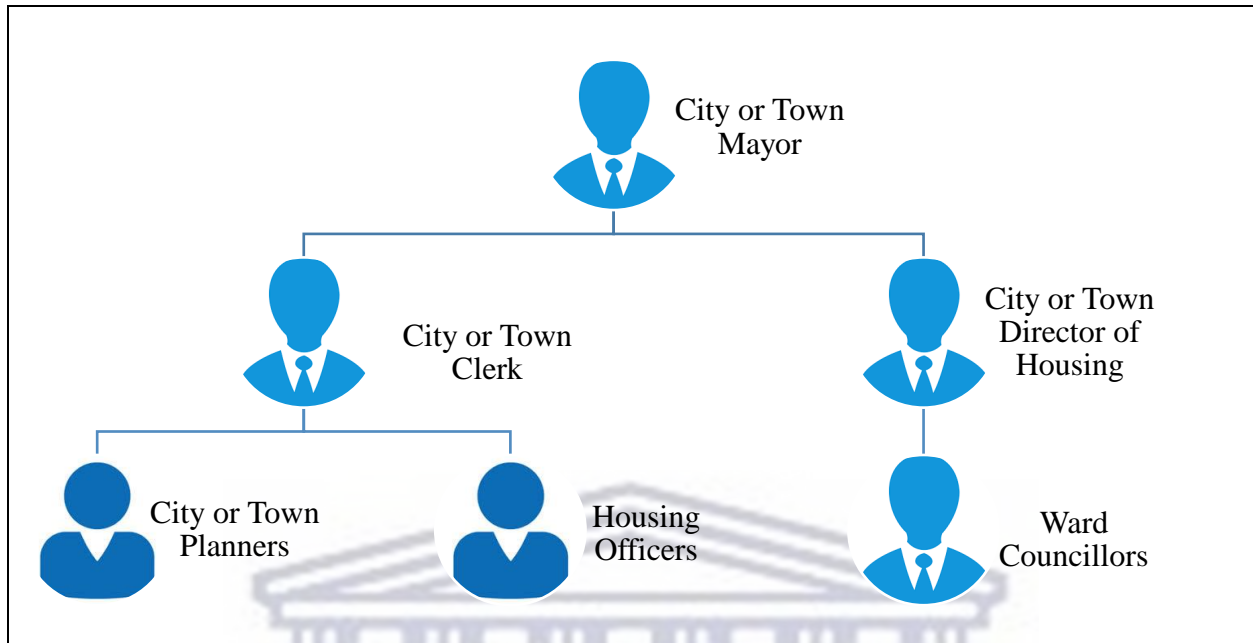 City or Town
Mayor
City or Town
Clerk
City or Town
Director of
Housing
City or Town
Planners
Housing
Officers
Ward
Councillors